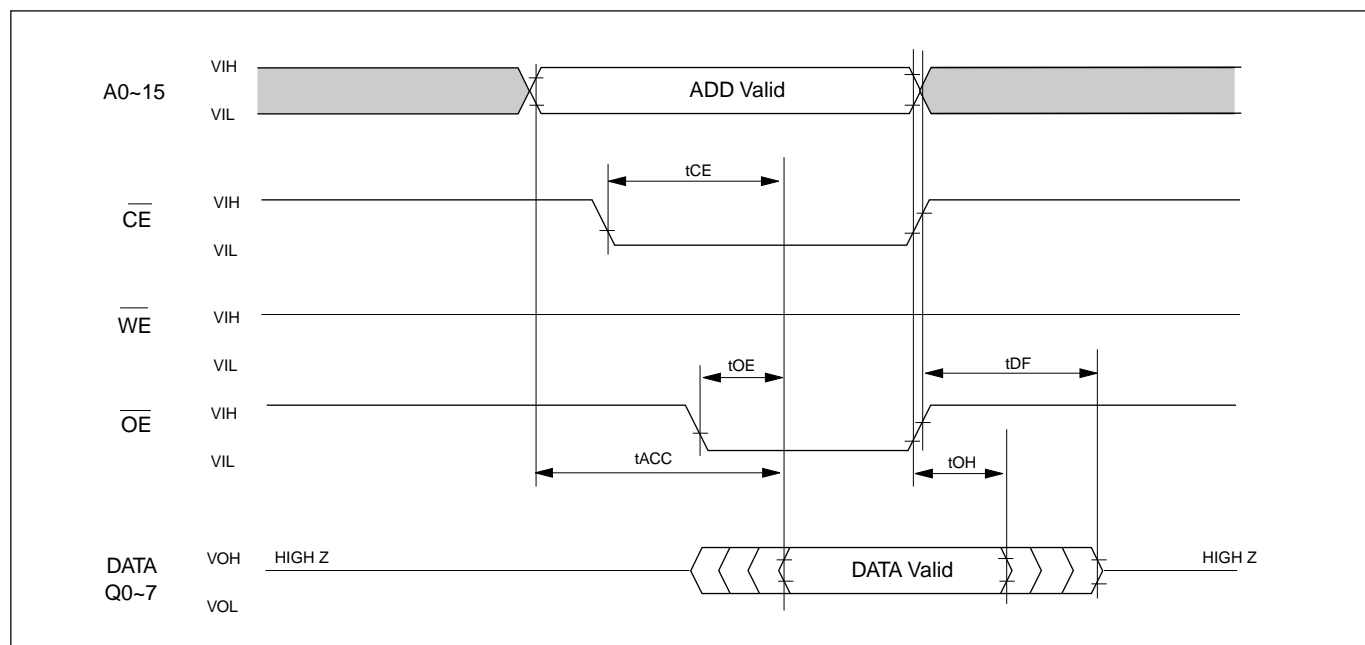 VIH
A0~15
ADD Valid
VIL
tCE
VIH
CE
VIL
WE
VIH
VIL
tOE
tDF
VIH
OE
VIL
tACC
tOH
VOH
HIGH Z
DATA
DATA Valid
HIGH Z
Q0~7
VOL